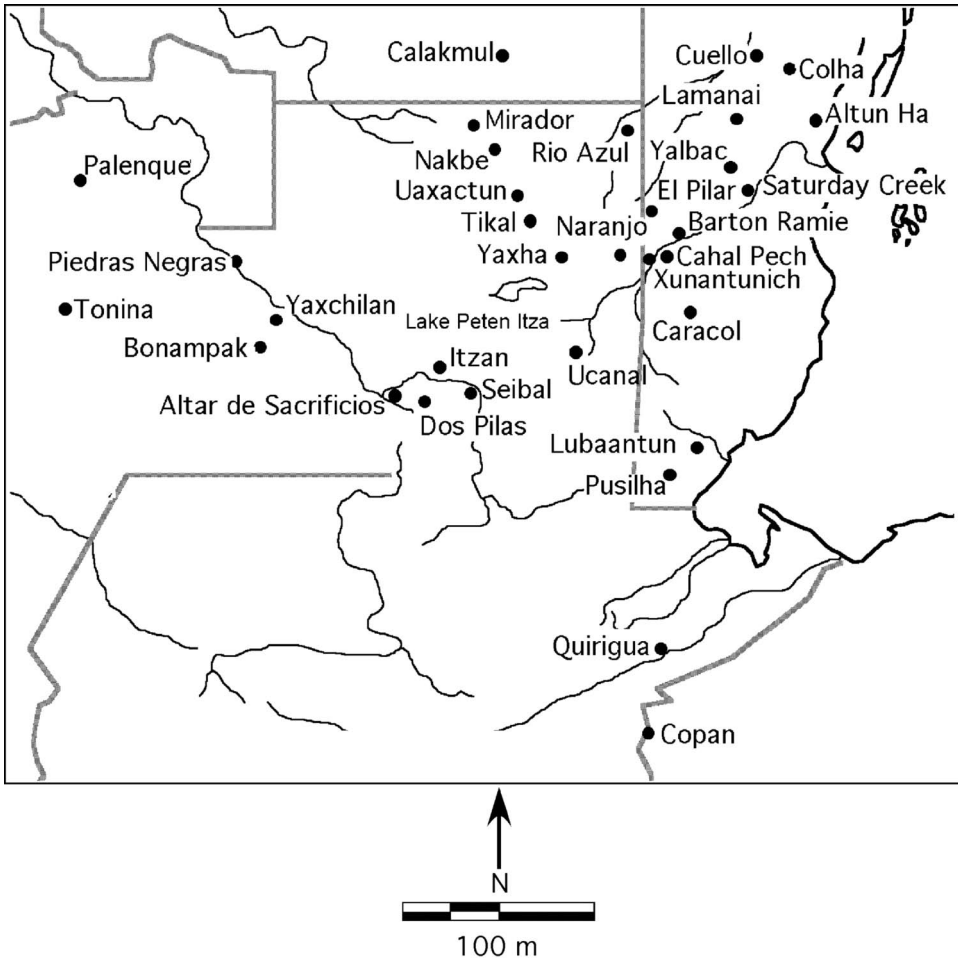 Calakmul
Cuello
Colha
Lamanai
Altun Ha
Mirador
Rio Azul
Nakbe
Yalbac
Palenque
Uaxactun
El Pilar
Saturday Creek
Tikal
Naranjo
Barton Ramie
Piedras Negras
Yaxha
Cahal Pech
Xunantunich
Tonina
Yaxchilan
Lake Peten Itza
Caracol
Bonampak
Itzan
Ucanal
Seibal
Altar de Sacrificios
Dos Pilas
Lubaantun
Pusilha
Quirigua
Copan
N
100 m